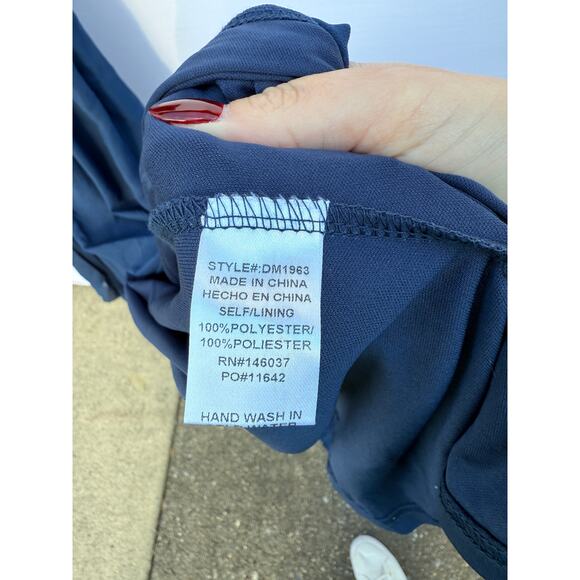 STYLE#:DM1963
MADE IN CHINA
HECHO EN CHINA
SELF/LINING
100%POLYESTER/
100%POLIESTER
RN#146037
PO#11642
HAND WASH IN
WATER